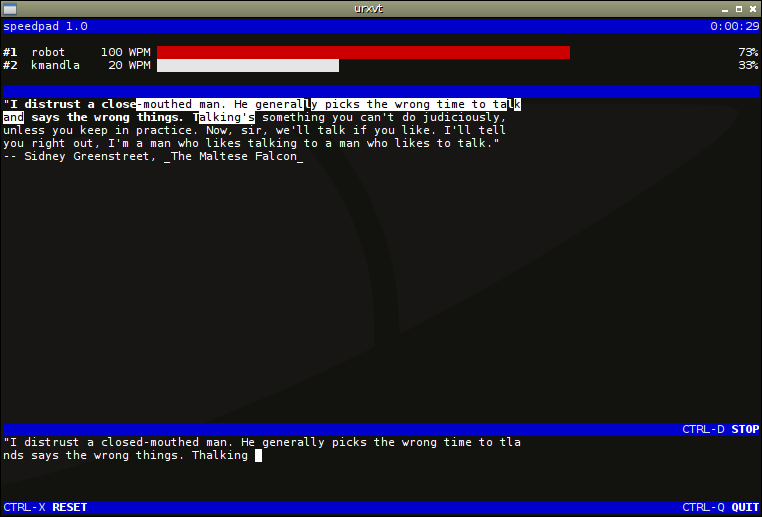 urxvt
speedpad 1.0 0:00:29
#1 robot 100 WPM 73%
#2 kmandla 20 WPM 33%
"I distrust a close-mouthed man. He generally picks the wrong time to talk
and says the wrong things. Talking's something you can't do judiciously,
unless you keep in practice. Now, sir, we'll talk if you like. I'll tell
you right out, I'm a man who likes talking to a man who likes to talk."
-- Sidney Greenstreet, _The Maltese Falcon_
CTRL-D STOP
"I distrust a closed-mouthed man. He generally picks the wrong time to tla
nds says the wrong things. Thalking
CTRL-X RESET CTRL-Q QUIT